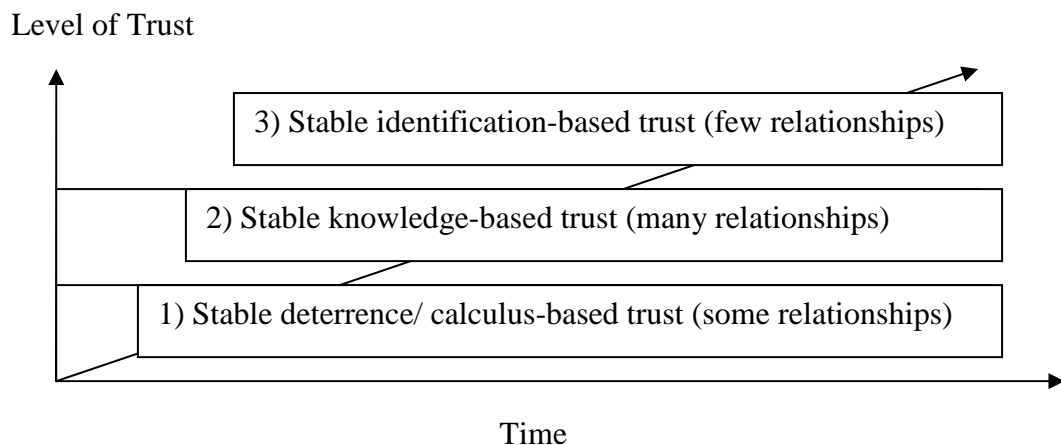 Level of Trust
3) Stable identification-based trust (few relationships)
2) Stable knowledge-based trust (many relationships)
1) Stable deterrence/ calculus-based trust (some relationships)
Time